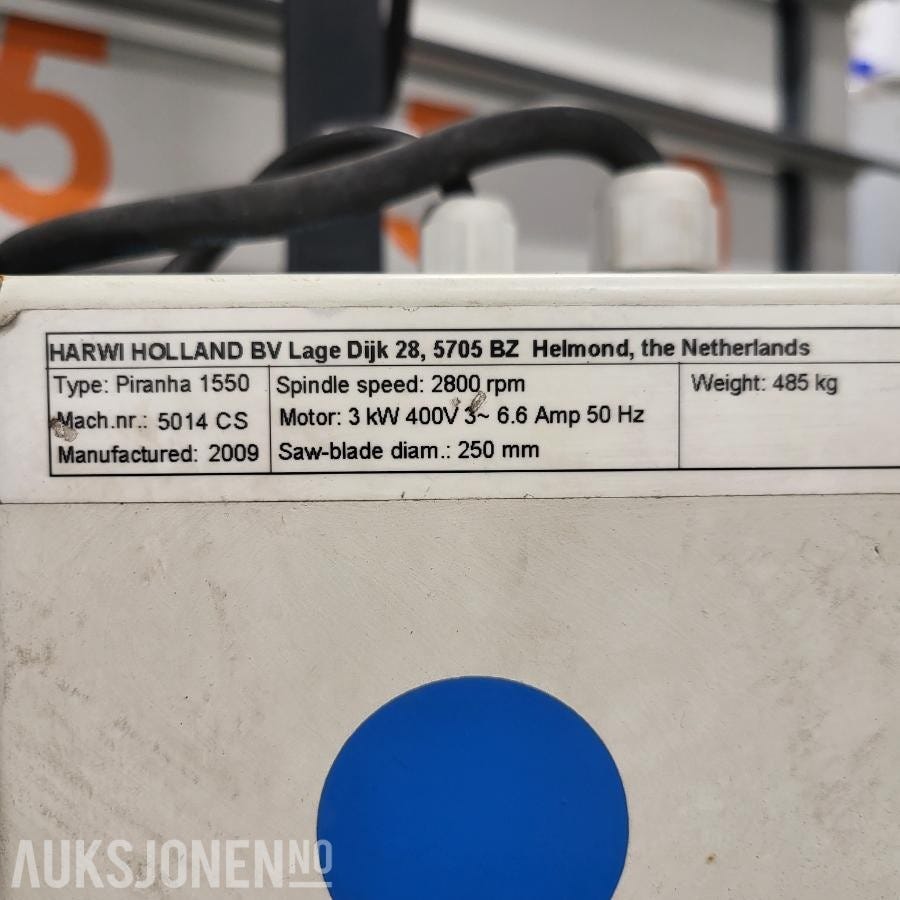 5
HARWI HOLLAND BV Lage Dijk 28, 5705 BZ Helmond, the Netherlands
Type: Piranha 1550
Mach.nr.: 5014 CS
Manufactured: 2009
Spindle speed: 2800 rpm
Motor: 3 kW 400V 3~ 6.6 Amp 50 Hz
Saw-blade diam.: 250 mm
Weight: 485 kg
AUKSJONEN NO